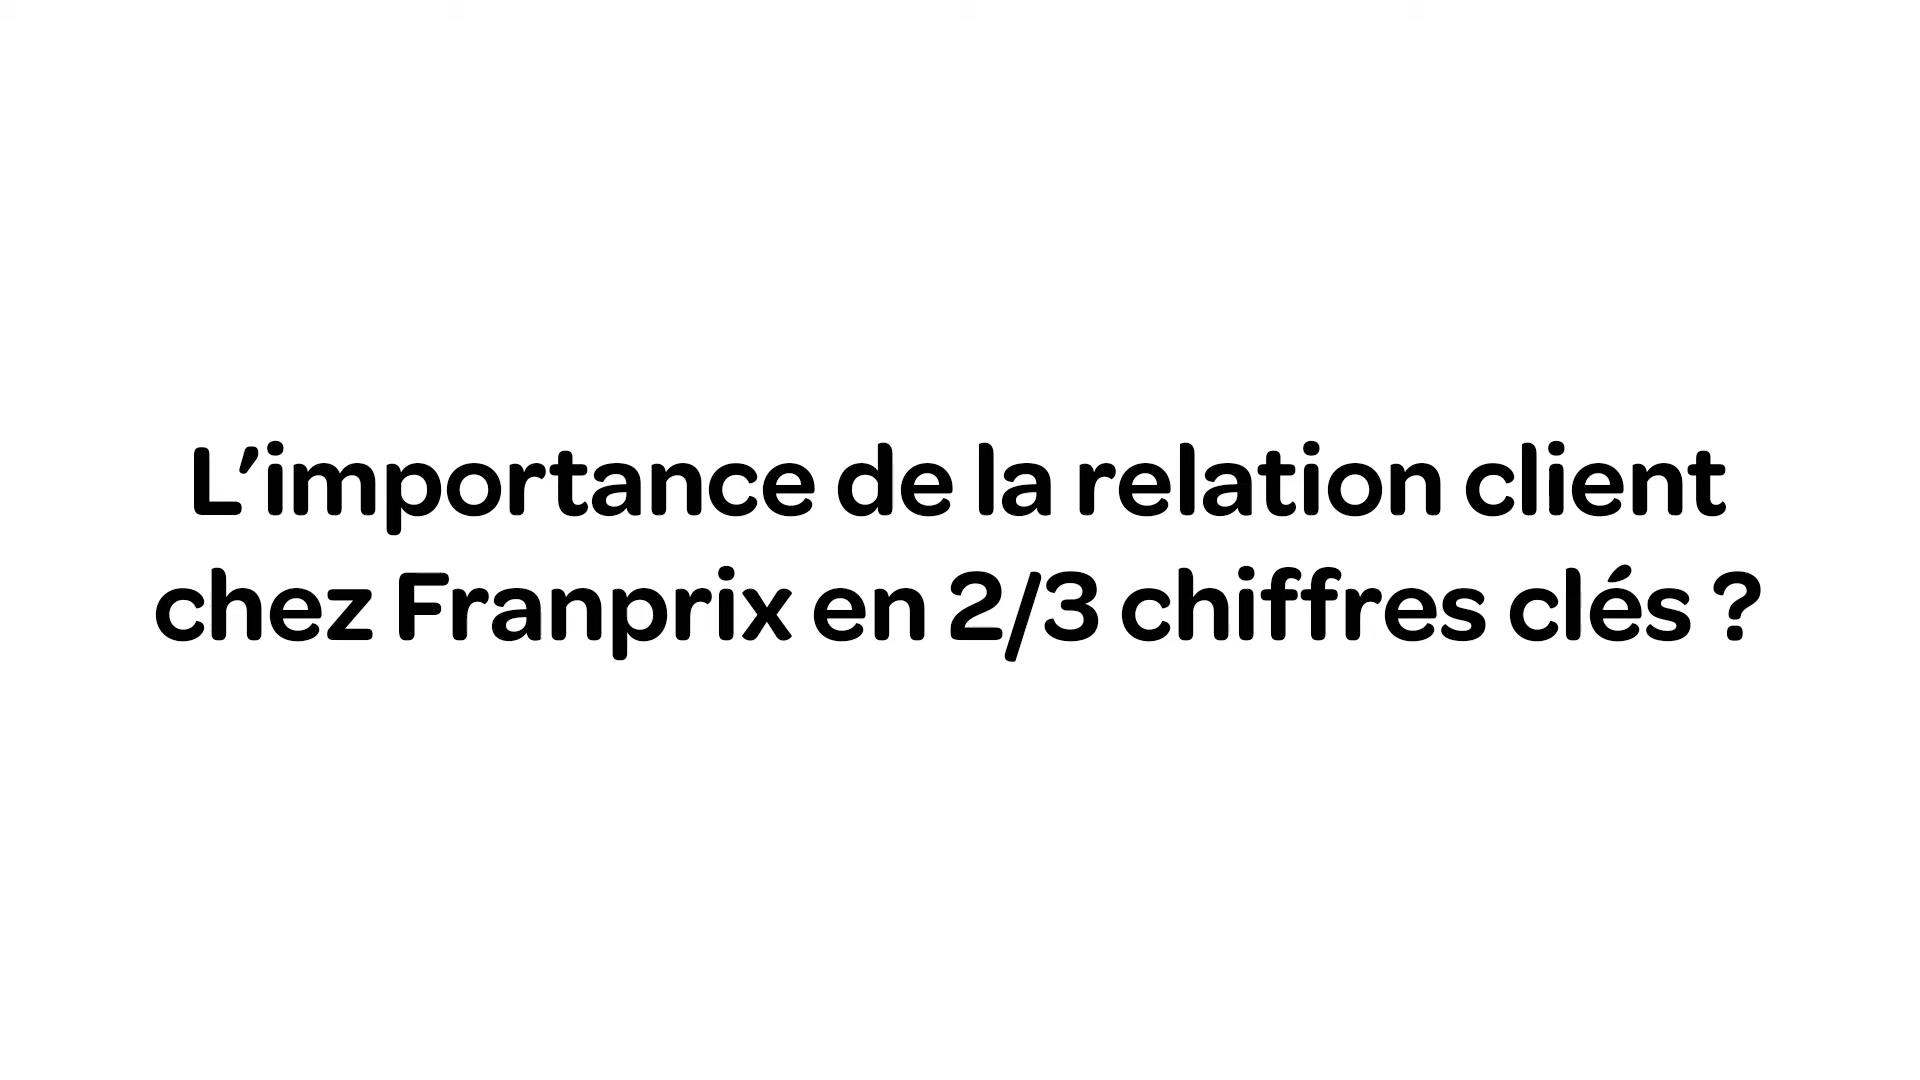 L’importance de la relation client
chez Franprix en 2/3 chiffres clés ?